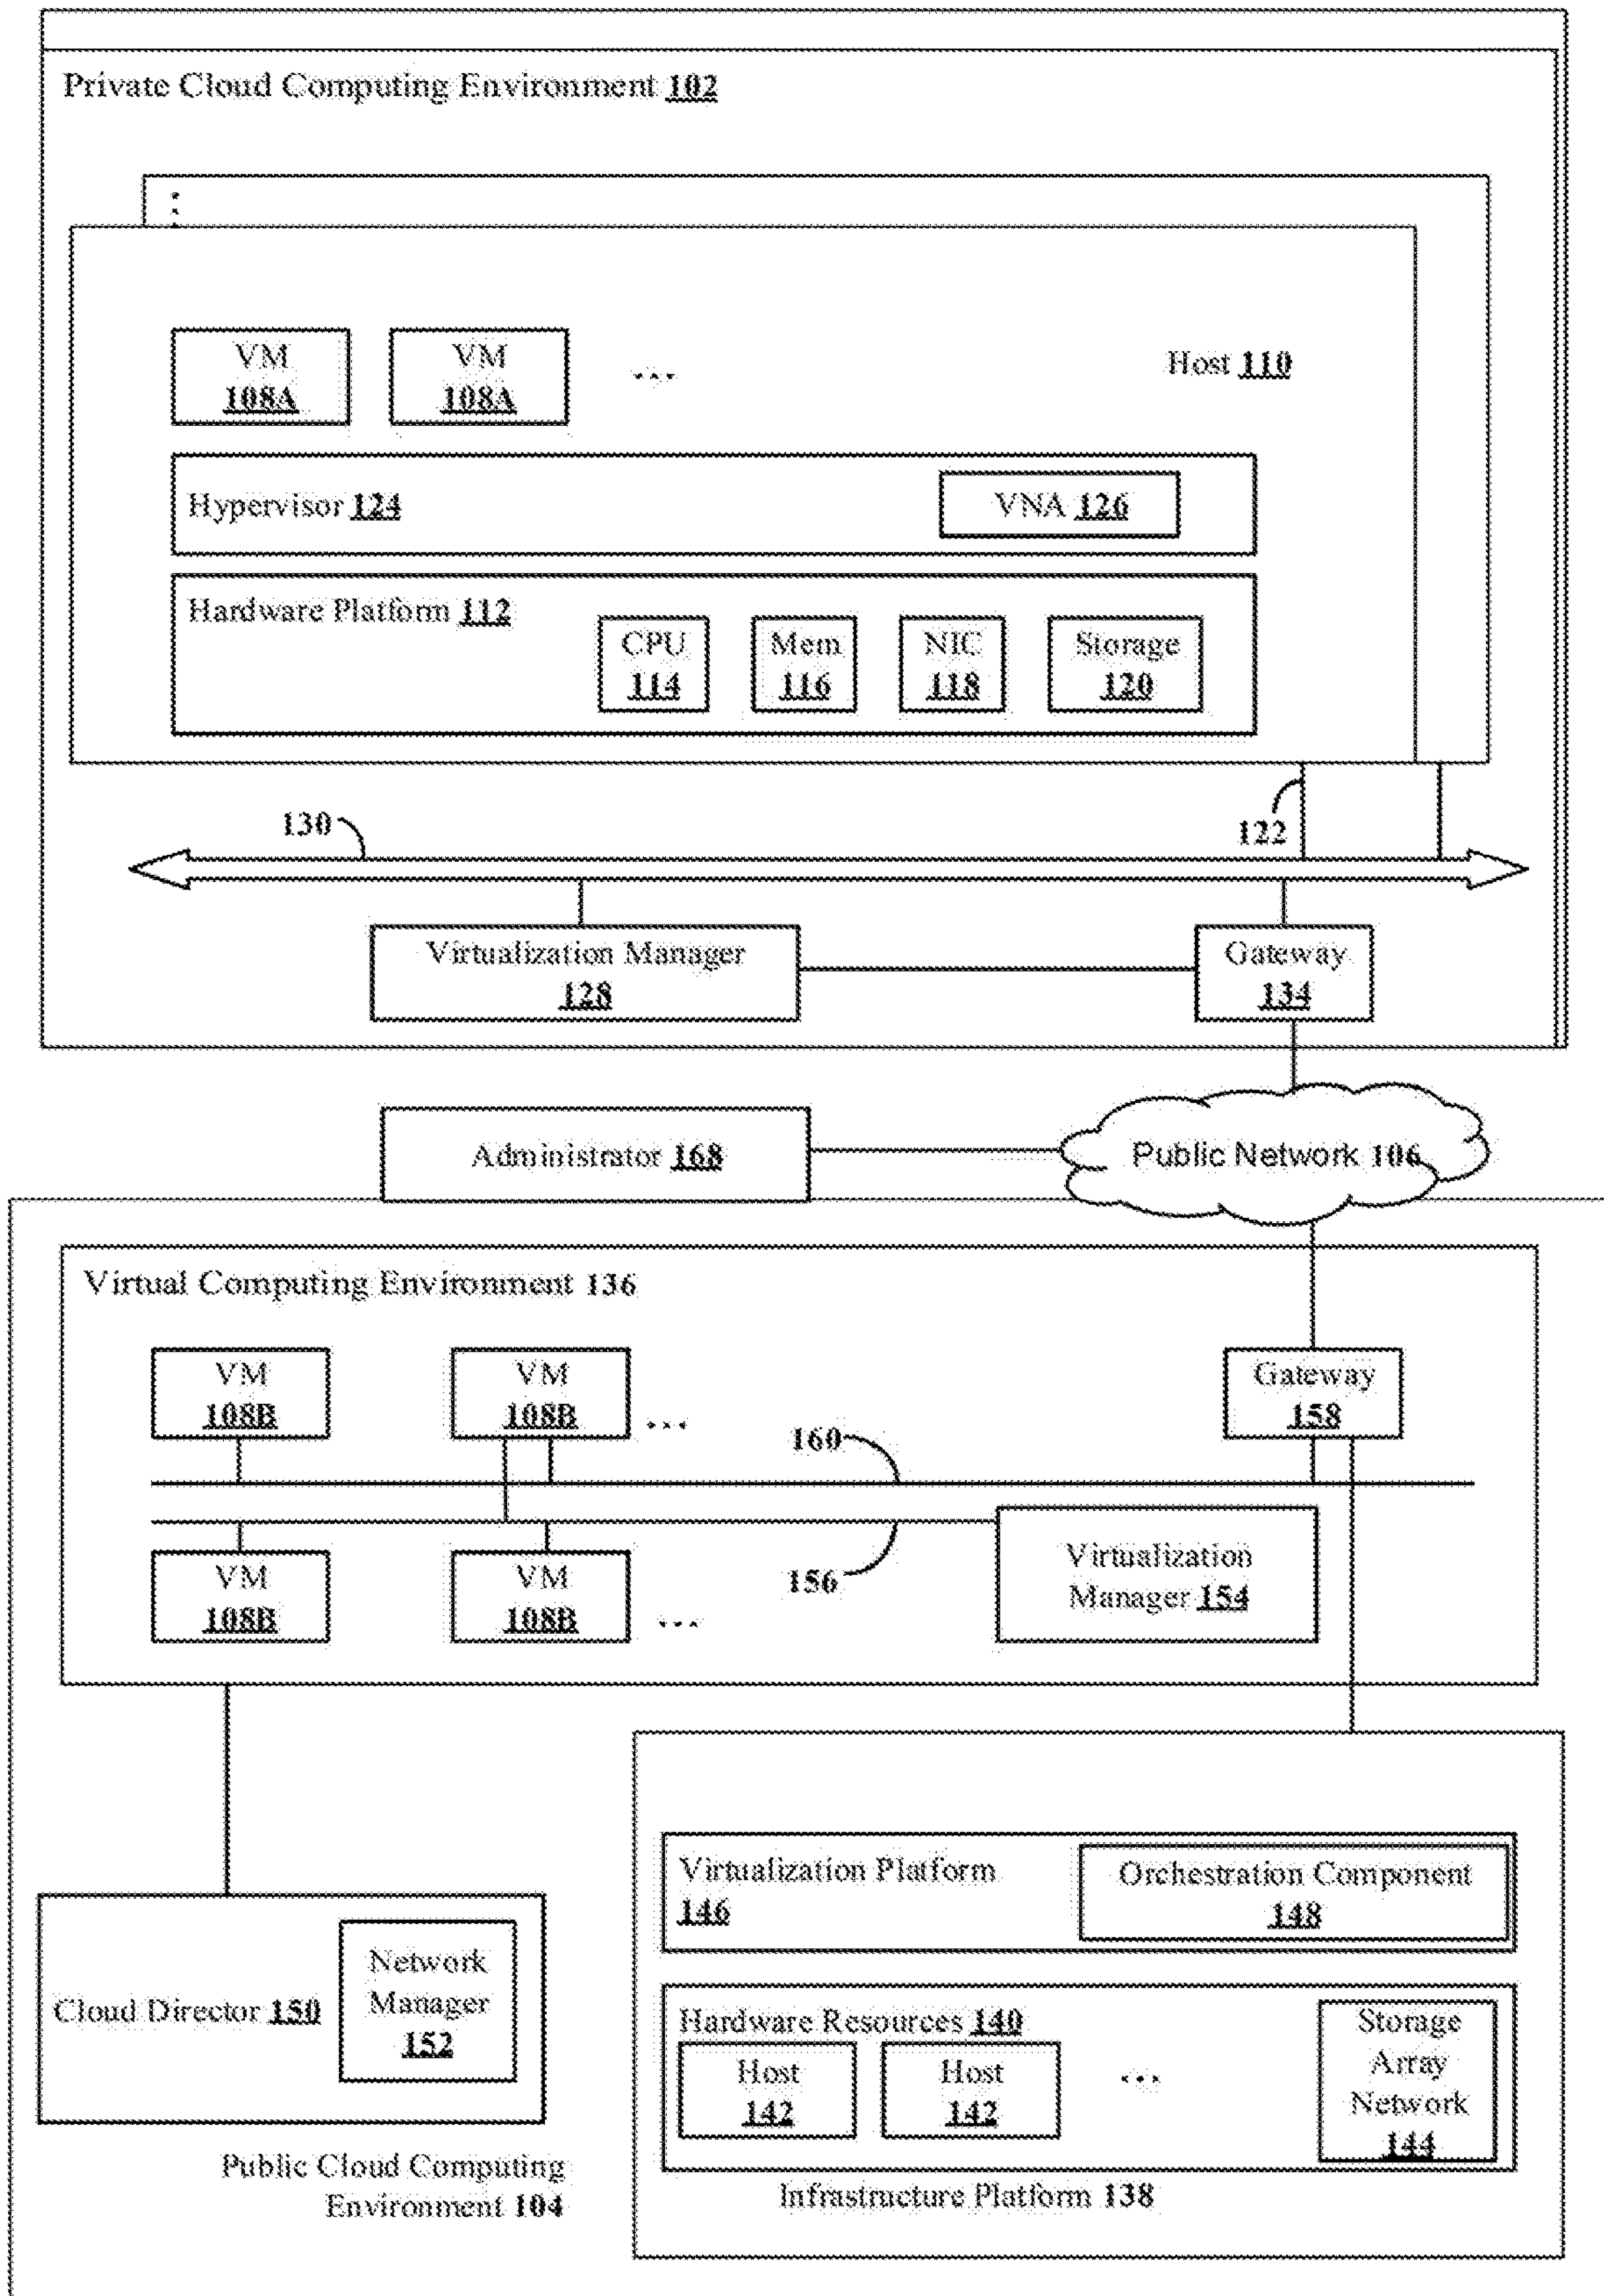 Private Cloud Computing Environment 102
VM
108A
VM
108A
...
Host 110
Hypervisor 124
VNA 126
Hardware Platform 112
CPU
114
Mem
116
NIC
118
Storage
120
130
122
Virtualization Manager
128
Gateway
134
Administrator 168
Public Network 106
Virtual Computing Environment 136
VM
108B
VM
108B
...
Gateway
158
160
VM
108B
VM
108B
...
156
Virtualization
Manager 154
Virtualization Platform
146
Orchestration Component
148
Cloud Director 150
Network
Manager
152
Hardware Resources 140
Host
142
Host
142
...
Storage
Array
Network
144
Public Cloud Computing
Environment 104
Infrastructure Platform 138